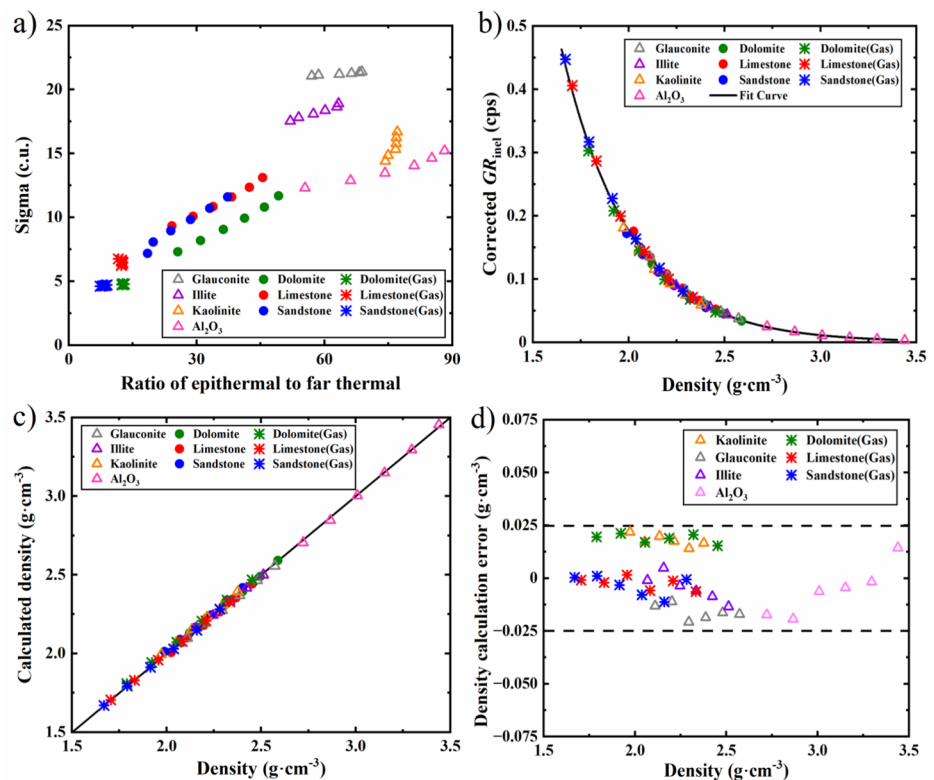 a)
25
20
15
10
5
0
Sigma (c.u.)
Glauconite Dolomite Dolomite(Gas)
Illite Limestone Limestone(Gas)
Kaolinite Sandstone Sandstone(Gas)
Al₂O₃
0 30 60 90
Ratio of epithermal to far thermal
b)
0.5
0.4
0.3
0.2
0.1
0.0
Corrected GRinel (cps)
Glauconite Dolomite Dolomite(Gas)
Illite Limestone Limestone(Gas)
Kaolinite Sandstone Sandstone(Gas)
Al₂O₃ Fit Curve
1.5 2.0 2.5 3.0 3.5
Density (g·cm⁻³)
c)
3.5
3.0
2.5
2.0
1.5
Calculated density (g·cm⁻³)
Glauconite Dolomite Dolomite(Gas)
Illite Limestone Limestone(Gas)
Kaolinite Sandstone Sandstone(Gas)
Al₂O₃
1.5 2.0 2.5 3.0 3.5
Density (g·cm⁻³)
d)
0.075
0.050
0.025
0
−0.025
−0.050
−0.075
Density calculation error (g·cm⁻³)
Kaolinite Dolomite(Gas)
Glauconite Limestone(Gas)
Illite Sandstone(Gas)
Al₂O₃
1.5 2.0 2.5 3.0 3.5
Density (g·cm⁻³)